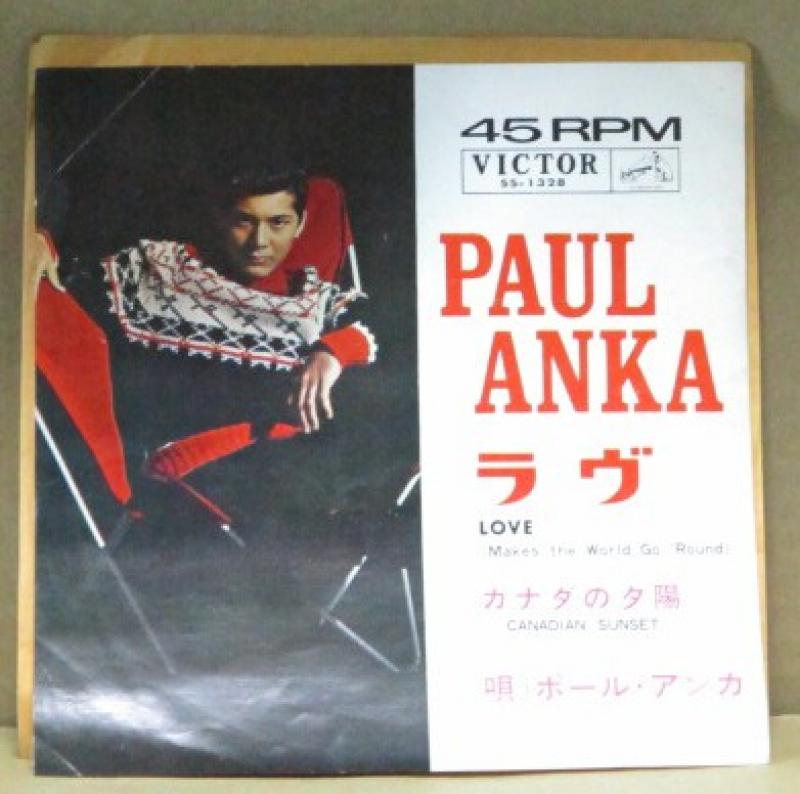 45 RPM
VICTOR
SS-1328
PAUL
ANKA
ラヴ
LOVE
(Makes the World Go 'Round)
カナダの夕陽
CANADIAN SUNSET
唄:ポール・アンカ